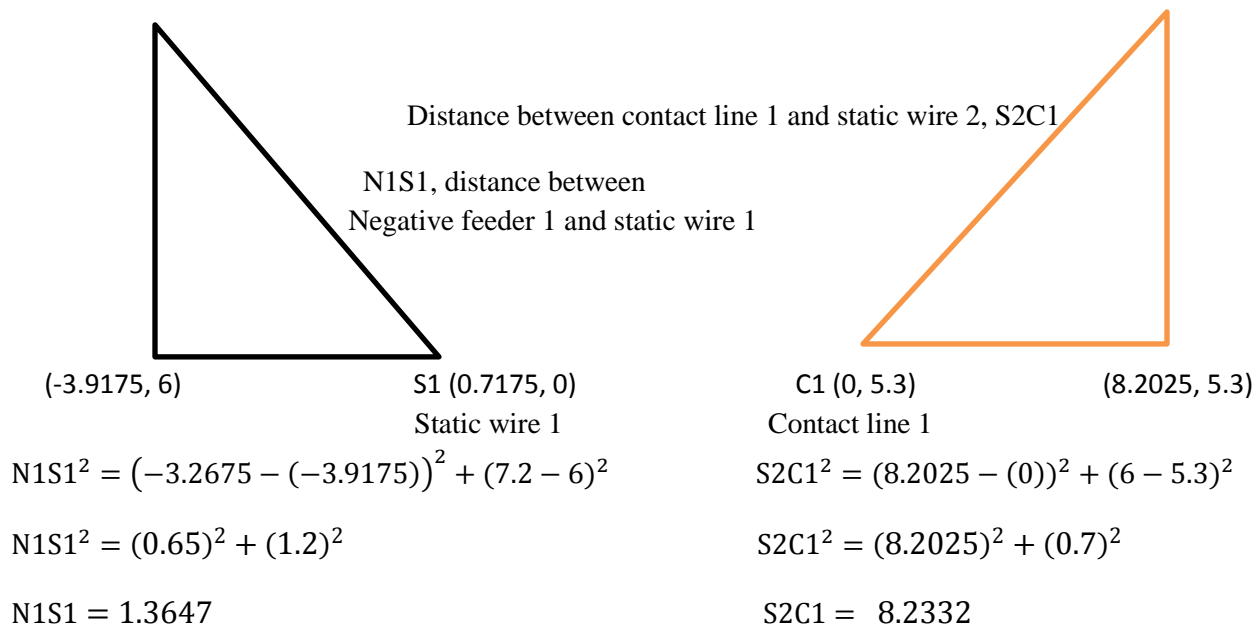 Distance between contact line 1 and static wire 2, S2C1
N1S1, distance between
Negative feeder 1 and static wire 1
(-3.9175, 6)
S1 (0.7175, 0)
C1 (0, 5.3)
(8.2025, 5.3)
Static wire 1
Contact line 1
N1S1² = (−3.2675 − (−3.9175))² + (7.2 − 6)²
S2C1² = (8.2025 − (0))² + (6 − 5.3)²
N1S1² = (0.65)² + (1.2)²
S2C1² = (8.2025)² + (0.7)²
N1S1 = 1.3647
S2C1 = 8.2332